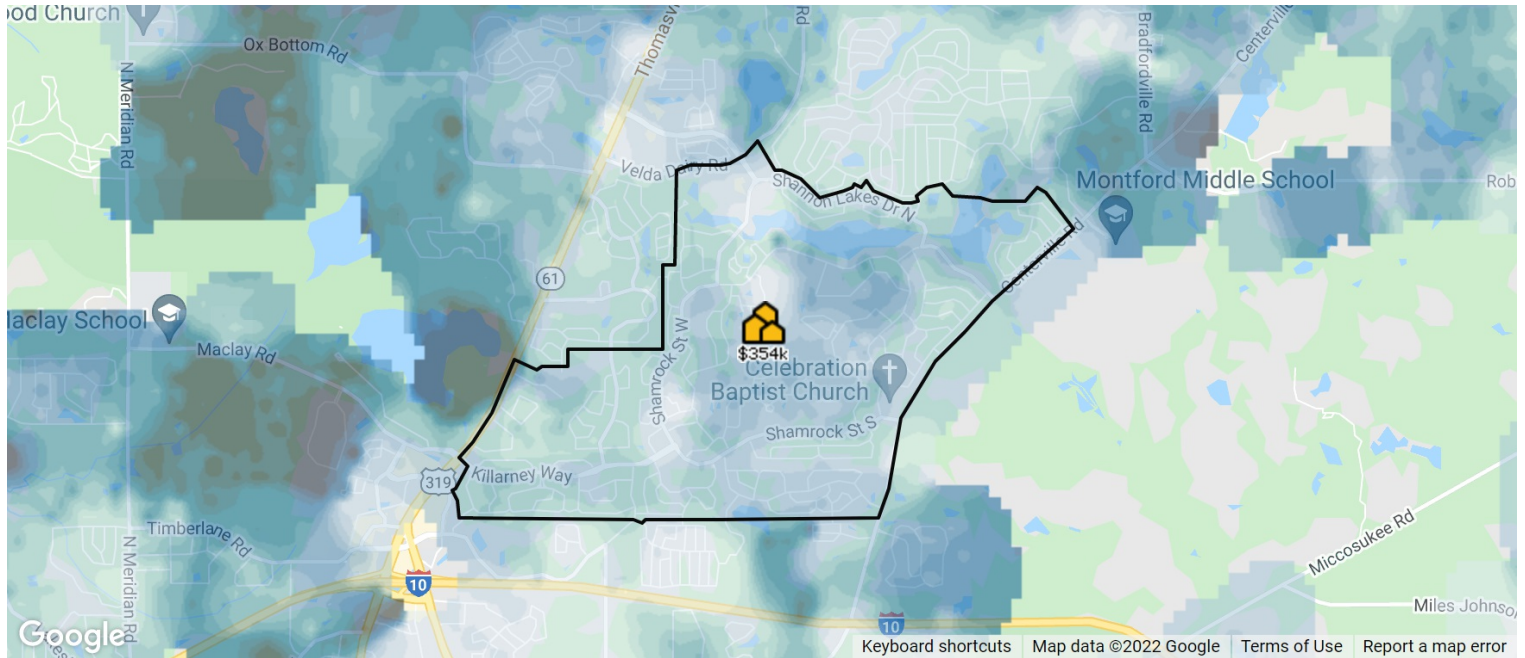 ood Church
Rd
Ox Bottom Rd
N Meridian Rd
Thomasv
Bradfordville Rd
Centerville
Velda Dairy Rd
Shannon Lakes Dr N
Montford Middle School
Rob
Centerville Rd
61
Maclay School
Maclay Rd
Shamrock St W
$354k
Celebration
Baptist Church
Shamrock St S
319
Killarney Way
Timberlane Rd
N Meridian Rd
10
Miccosukee Rd
Miles Johnso
10
Google
Keyboard shortcuts
Map data ©2022 Google
Terms of Use
Report a map error